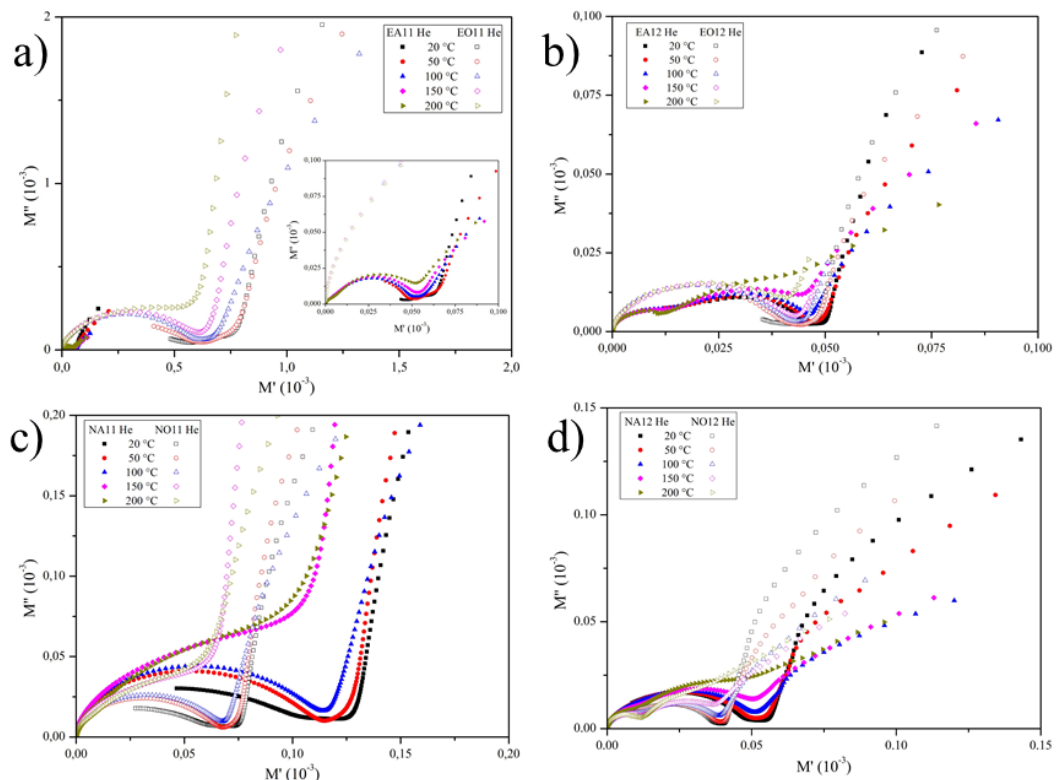 a)
2
1
0
0,0
0,5
1,0
1,5
2,0
M'' (10⁻³)
M' (10⁻³)
EA11 He EO11 He
20 °C
50 °C
100 °C
150 °C
200 °C
0,100
0,075
0,050
0,025
0,000
0,000 0,025 0,050 0,075 0,100
M'' (10⁻³)
M' (10⁻³)
b)
0,100
0,075
0,050
0,025
0,000
0,000 0,025 0,050 0,075 0,100
M'' (10⁻³)
M' (10⁻³)
EA12 He EO12 He
20 °C
50 °C
100 °C
150 °C
200 °C
c)
0,20
0,15
0,10
0,05
0,00
0,00 0,05 0,10 0,15 0,20
M'' (10⁻³)
M' (10⁻³)
NA11 He NO11 He
20 °C
50 °C
100 °C
150 °C
200 °C
d)
0.15
0.10
0.05
0.00
0.00 0.05 0.10 0.15
M'' (10⁻³)
M' (10⁻³)
NA12 He NO12 He
20 °C
50 °C
100 °C
150 °C
200 °C